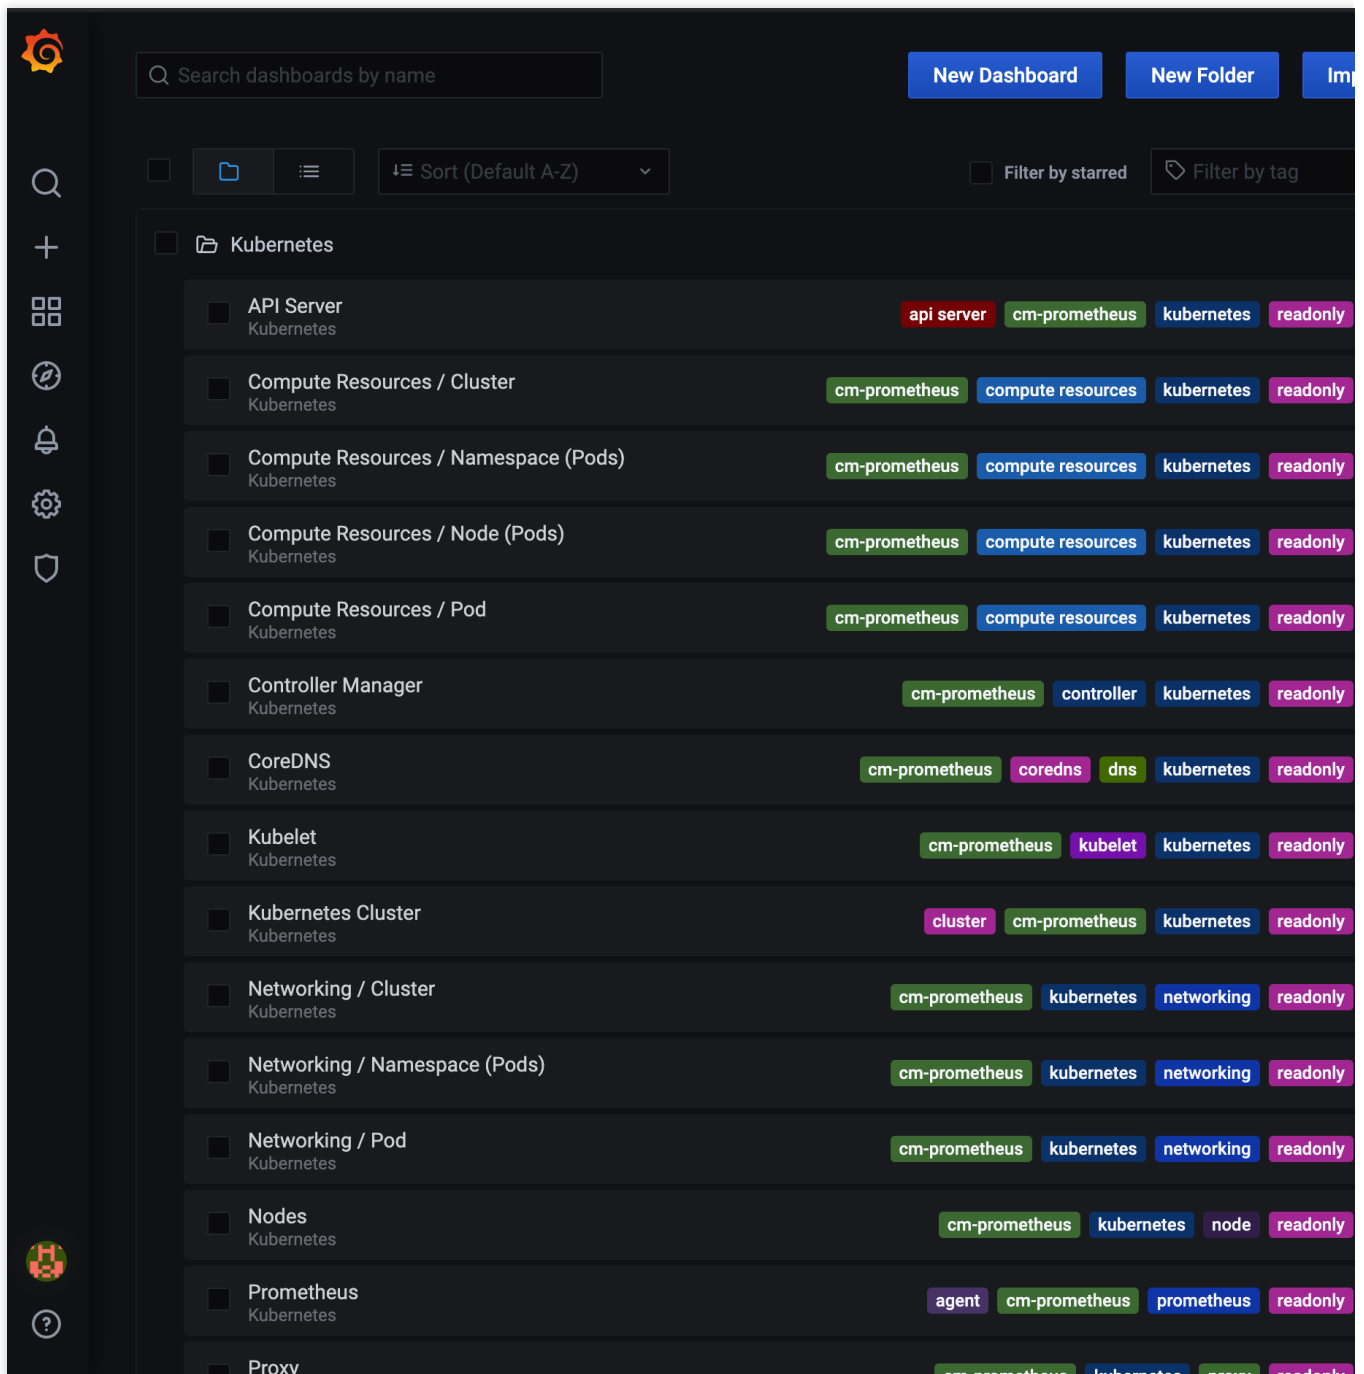 Search dashboards by name
New Dashboard
New Folder
Imp
Sort (Default A-Z)
Filter by starred
Filter by tag
Kubernetes
API Server
Kubernetes
api server cm-prometheus kubernetes readonly
Compute Resources / Cluster
Kubernetes
cm-prometheus compute resources kubernetes readonly
Compute Resources / Namespace (Pods)
Kubernetes
cm-prometheus compute resources kubernetes readonly
Compute Resources / Node (Pods)
Kubernetes
cm-prometheus compute resources kubernetes readonly
Compute Resources / Pod
Kubernetes
cm-prometheus compute resources kubernetes readonly
Controller Manager
Kubernetes
cm-prometheus controller kubernetes readonly
CoreDNS
Kubernetes
cm-prometheus coredns dns kubernetes readonly
Kubelet
Kubernetes
cm-prometheus kubelet kubernetes readonly
Kubernetes Cluster
Kubernetes
cluster cm-prometheus kubernetes readonly
Networking / Cluster
Kubernetes
cm-prometheus kubernetes networking readonly
Networking / Namespace (Pods)
Kubernetes
cm-prometheus kubernetes networking readonly
Networking / Pod
Kubernetes
cm-prometheus kubernetes networking readonly
Nodes
Kubernetes
cm-prometheus kubernetes node readonly
Prometheus
Kubernetes
agent cm-prometheus prometheus readonly
Proxy
cm-prometheus kubernetes proxy readonly